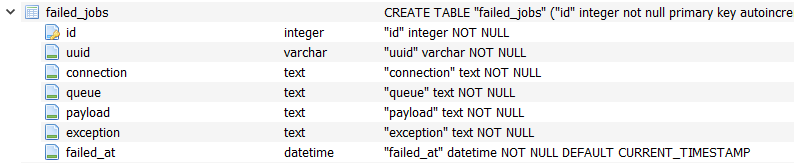 failed_jobs CREATE TABLE "failed_jobs" ("id" integer not null primary key autoincre
id integer "id" integer NOT NULL
uuid varchar "uuid" varchar NOT NULL
connection text "connection" text NOT NULL
queue text "queue" text NOT NULL
payload text "payload" text NOT NULL
exception text "exception" text NOT NULL
failed_at datetime "failed_at" datetime NOT NULL DEFAULT CURRENT_TIMESTAMP